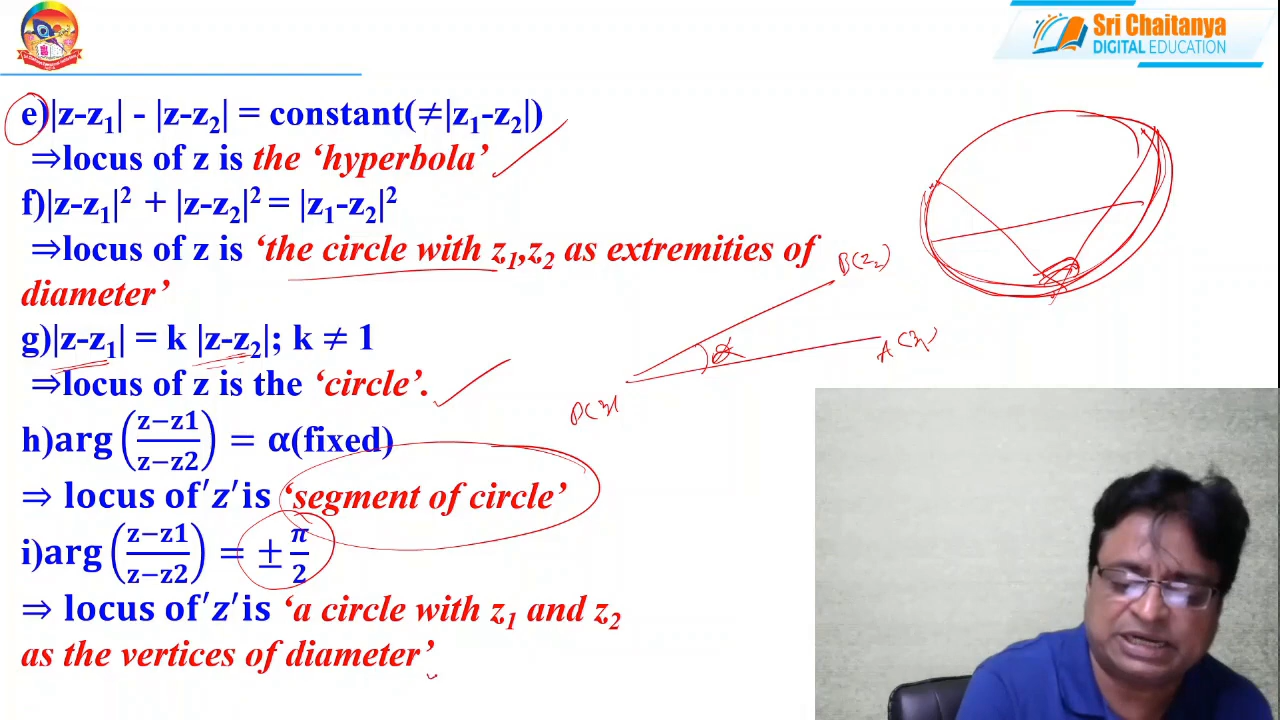 Sri Chaitanya
DIGITAL EDUCATION
e)|z-z₁| - |z-z₂| = constant(≠|z₁-z₂|)
⇒locus of z is the ‘hyperbola’
f)|z-z₁|² + |z-z₂|² = |z₁-z₂|²
⇒locus of z is ‘the circle with z₁,z₂ as extremities of
diameter’
g)|z-z₁| = k |z-z₂|; k ≠ 1
⇒locus of z is the ‘circle’.
h)arg(z−z1/z−z2) = α(fixed)
⇒ locus of′z′is ‘segment of circle’
i)arg(z−z1/z−z2) = ± π/2
⇒ locus of′z′is ‘a circle with z₁ and z₂
as the vertices of diameter’
B(z₂)
α
A(z₁)
P(z)